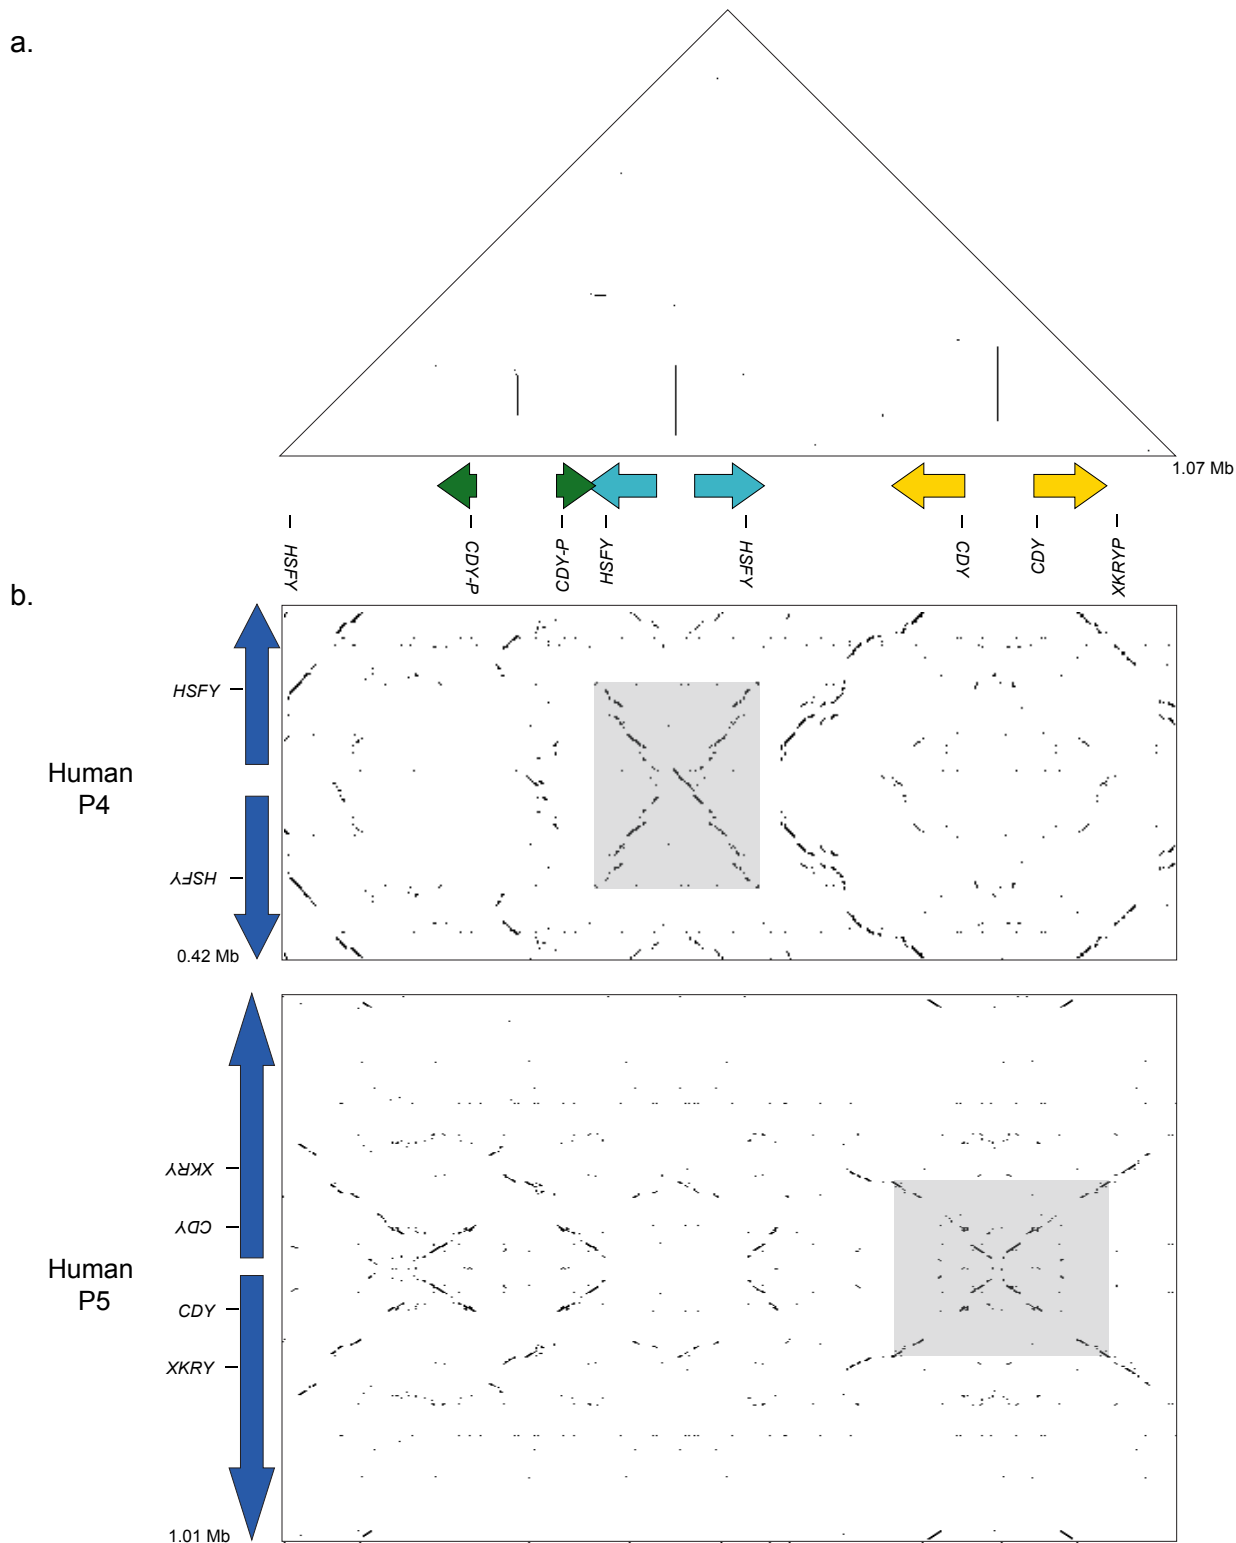 a.
1.07 Mb
HSFY
CDY-P
CDY-P
HSFY
HSFY
CDY
CDY
XKRYP
b.
HSFY
Human
P4
HSFY
0.42 Mb
XKRY
CDY
Human
P5
CDY
XKRY
1.01 Mb